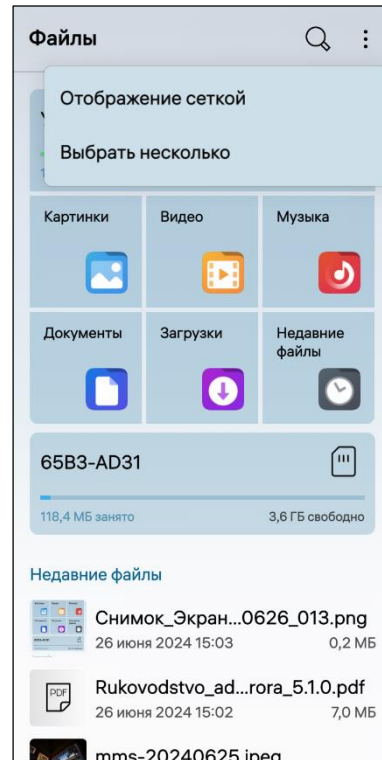 Файлы
Отображение сеткой
Выбрать несколько
Картинки
Видео
Музыка
Документы
Загрузки
Недавние
файлы
65B3-AD31
118,4 МБ занято
3,6 ГБ свободно
Недавние файлы
Снимок_Экран...0626_013.png
26 июня 2024 15:03
0,2 МБ
PDF
Rukovodstvo_ad...rora_5.1.0.pdf
26 июня 2024 15:02
7,0 МБ
mms-20240625.jpeg